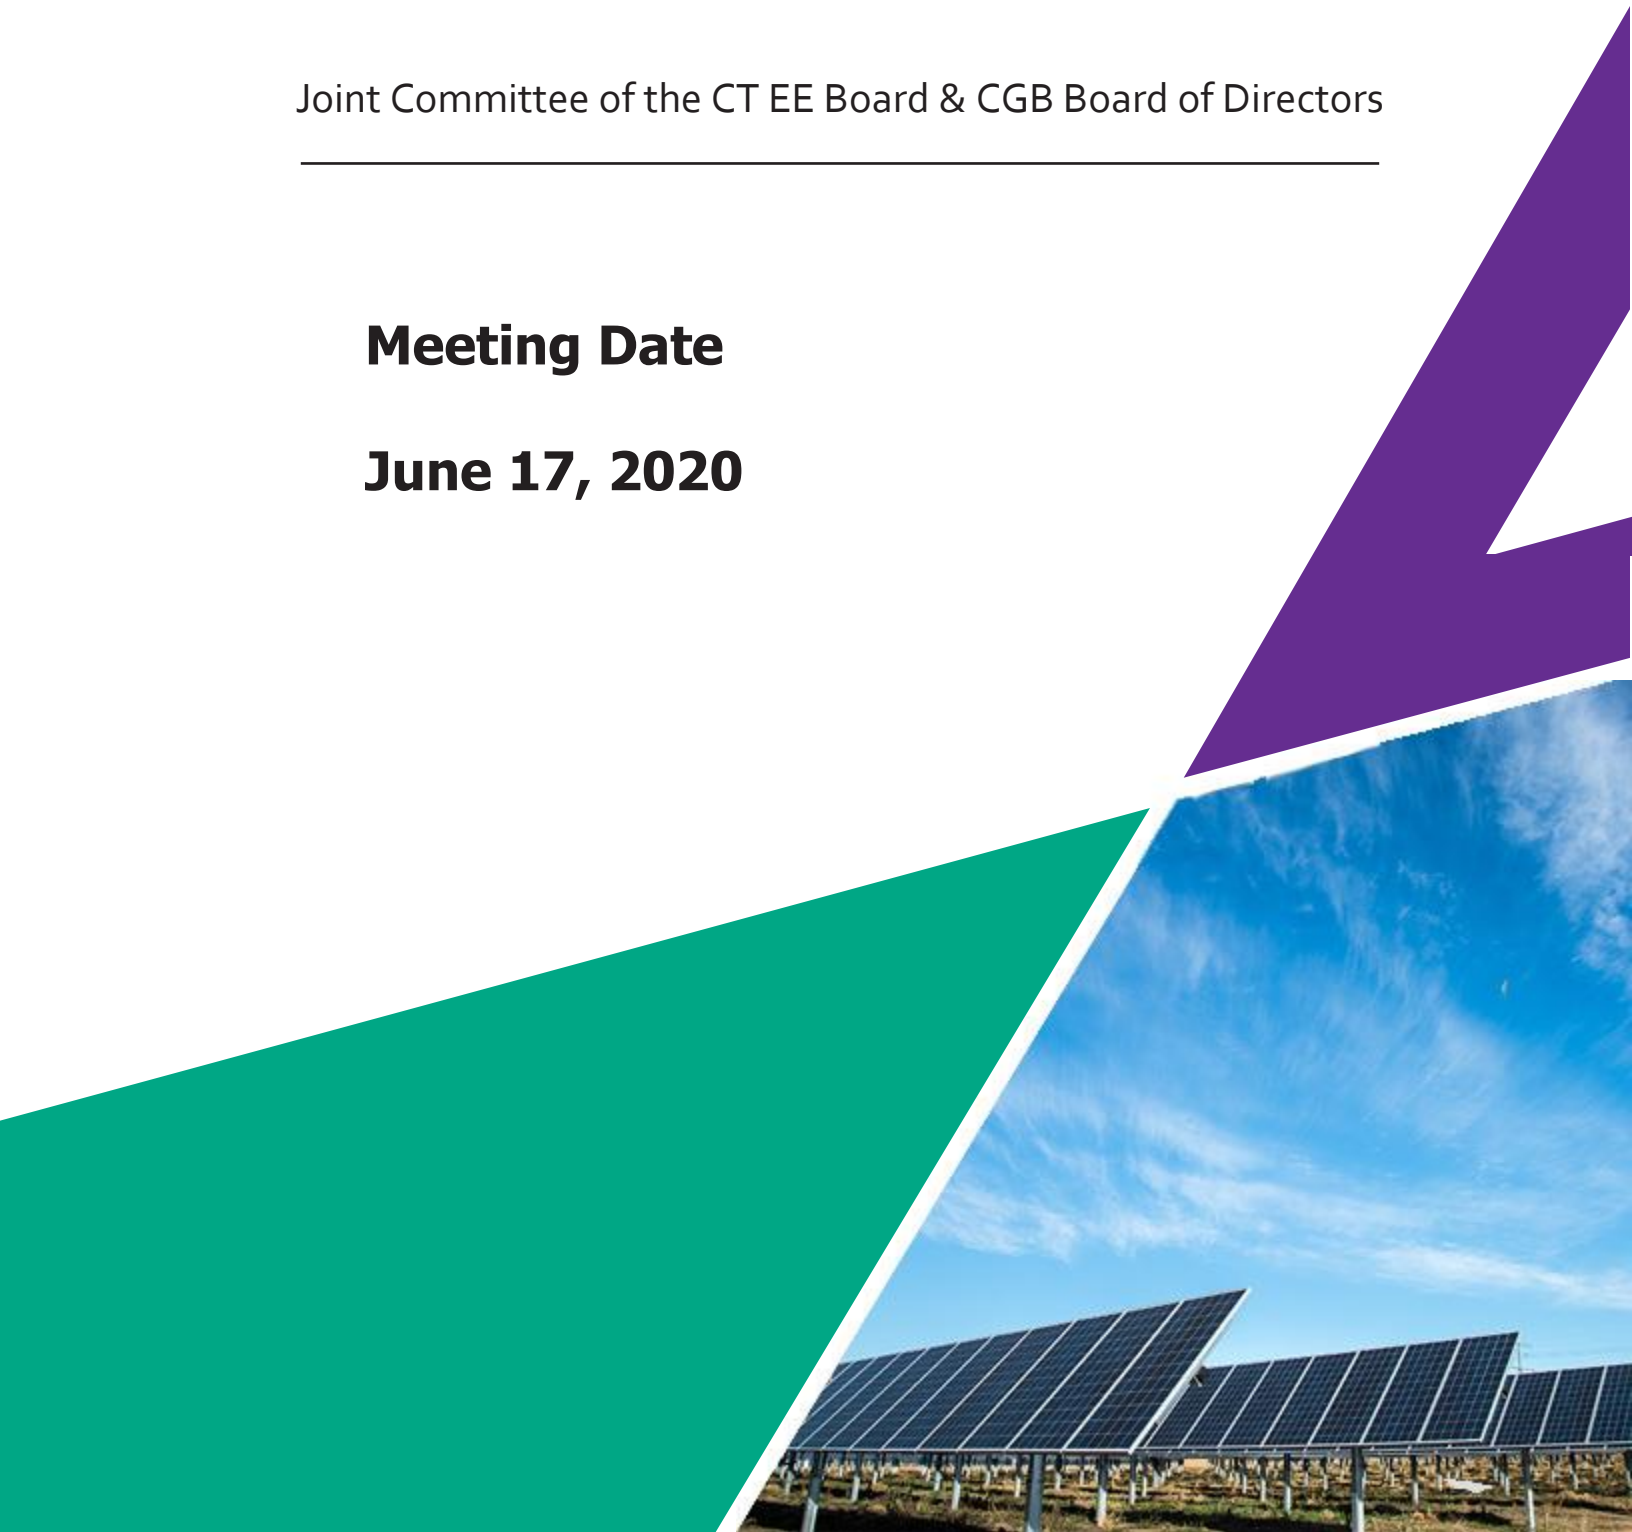 Joint Committee of the CT EE Board & CGB Board of Directors
Meeting Date
June 17, 2020